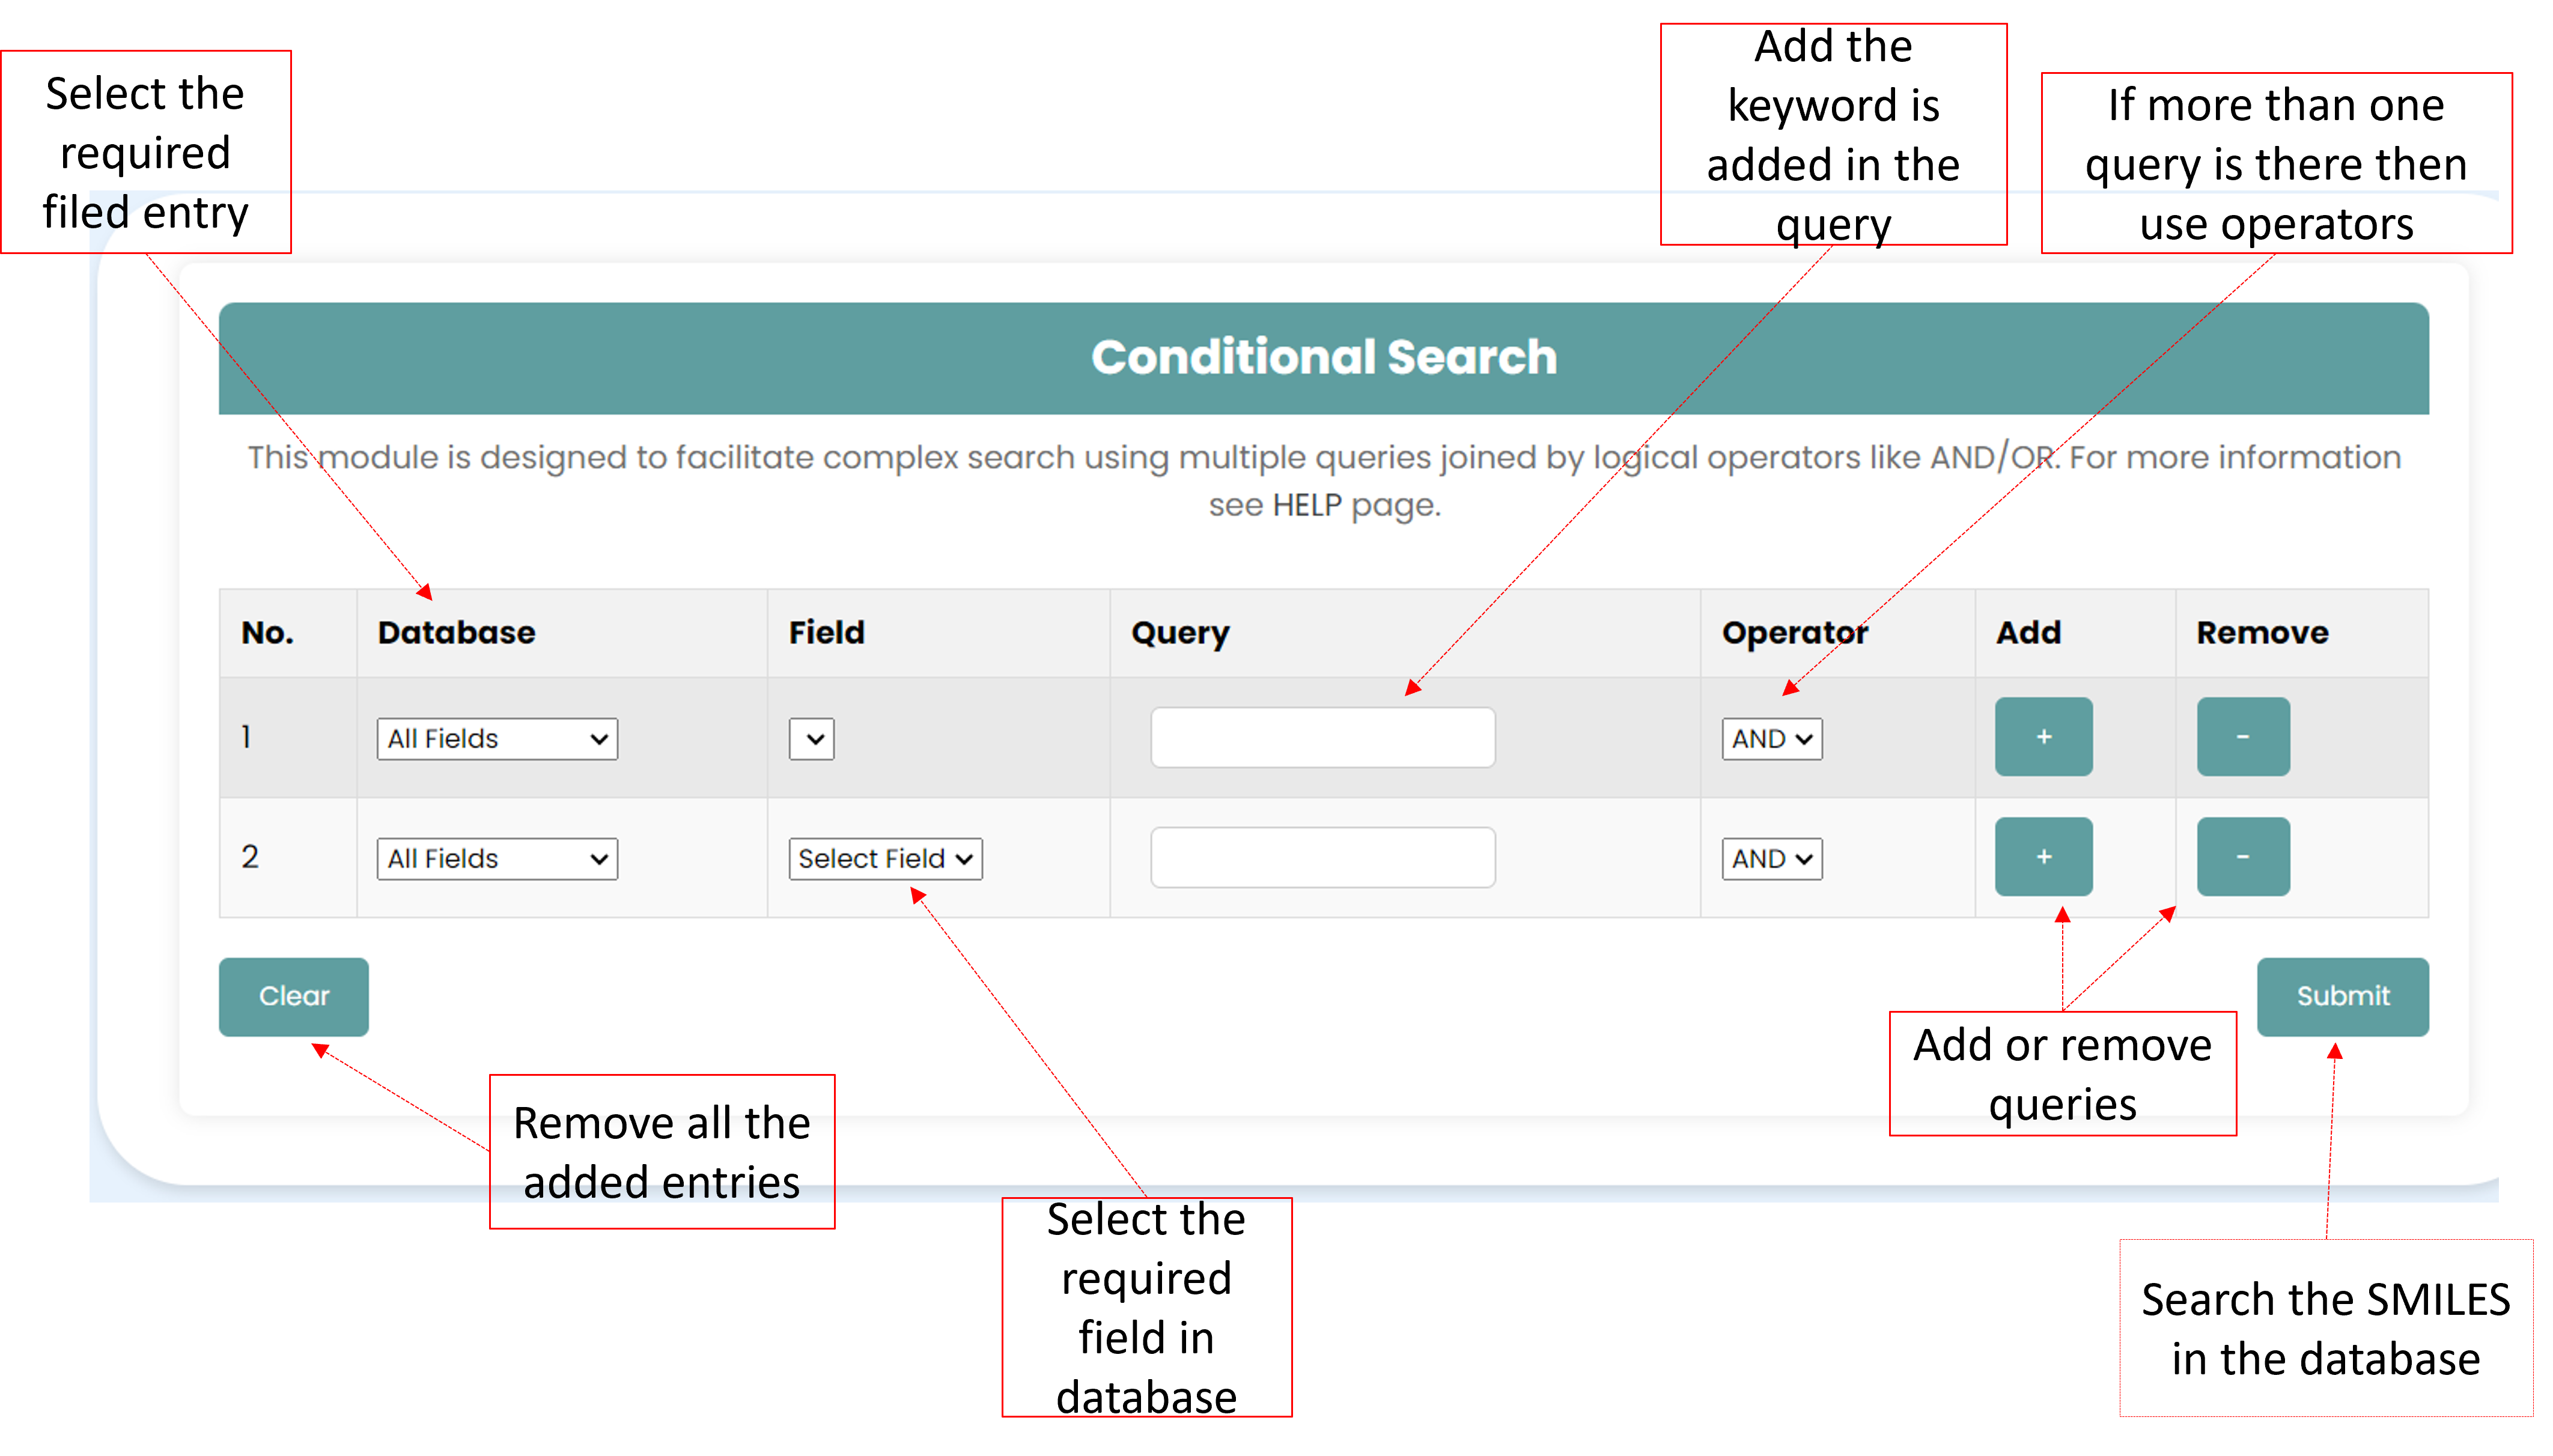 Select the
required
filed entry
Add the
keyword is
added in the
query
If more than one
query is there then
use operators
Conditional Search
This module is designed to facilitate complex search using multiple queries joined by logical operators like AND/OR. For more information
see HELP page.
No. Database Field Query Operator Add Remove
1 All Fields AND + -
2 All Fields Select Field AND + -
Clear
Submit
Remove all the
added entries
Select the
required
field in
database
Add or remove
queries
Search the SMILES
in the database